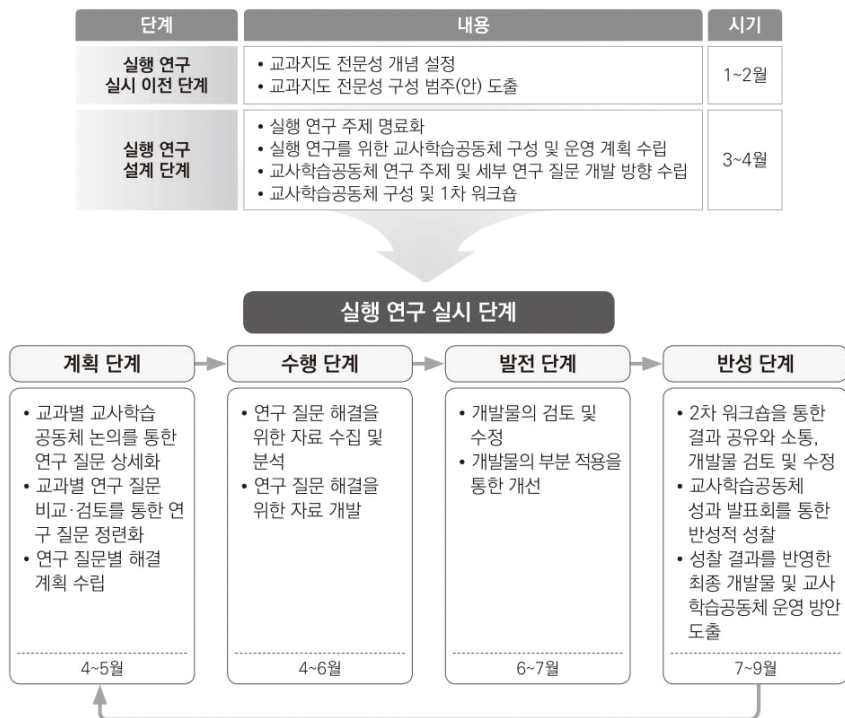 단계
내용
시기
실행 연구
실시 이전 단계
• 교과지도 전문성 개념 설정
• 교과지도 전문성 구성 범주(안) 도출
1~2월
실행 연구
설계 단계
• 실행 연구 주제 명료화
• 실행 연구를 위한 교사학습공동체 구성 및 운영 계획 수립
• 교사학습공동체 연구 주제 및 세부 연구 질문 개발 방향 수립
• 교사학습공동체 구성 및 1차 워크숍
3~4월
실행 연구 실시 단계
계획 단계
• 교과별 교사학습
공동체 논의를 통한
연구 질문 상세화
• 교과별 연구 질문
비교·검토를 통한 연
구 질문 정련화
• 연구 질문별 해결
계획 수립
4~5월
수행 단계
• 연구 질문 해결을
위한 자료 수집 및
분석
• 연구 질문 해결을
위한 자료 개발
4~6월
발전 단계
• 개발물의 검토 및
수정
• 개발물의 부분 적용을
통한 개선
6~7월
반성 단계
• 2차 워크숍을 통한
결과 공유와 소통,
개발물 검토 및 수정
• 교사학습공동체
성과 발표회를 통한
반성적 성찰
• 성찰 결과를 반영한
최종 개발물 및 교사
학습공동체 운영 방안
도출
7~9월